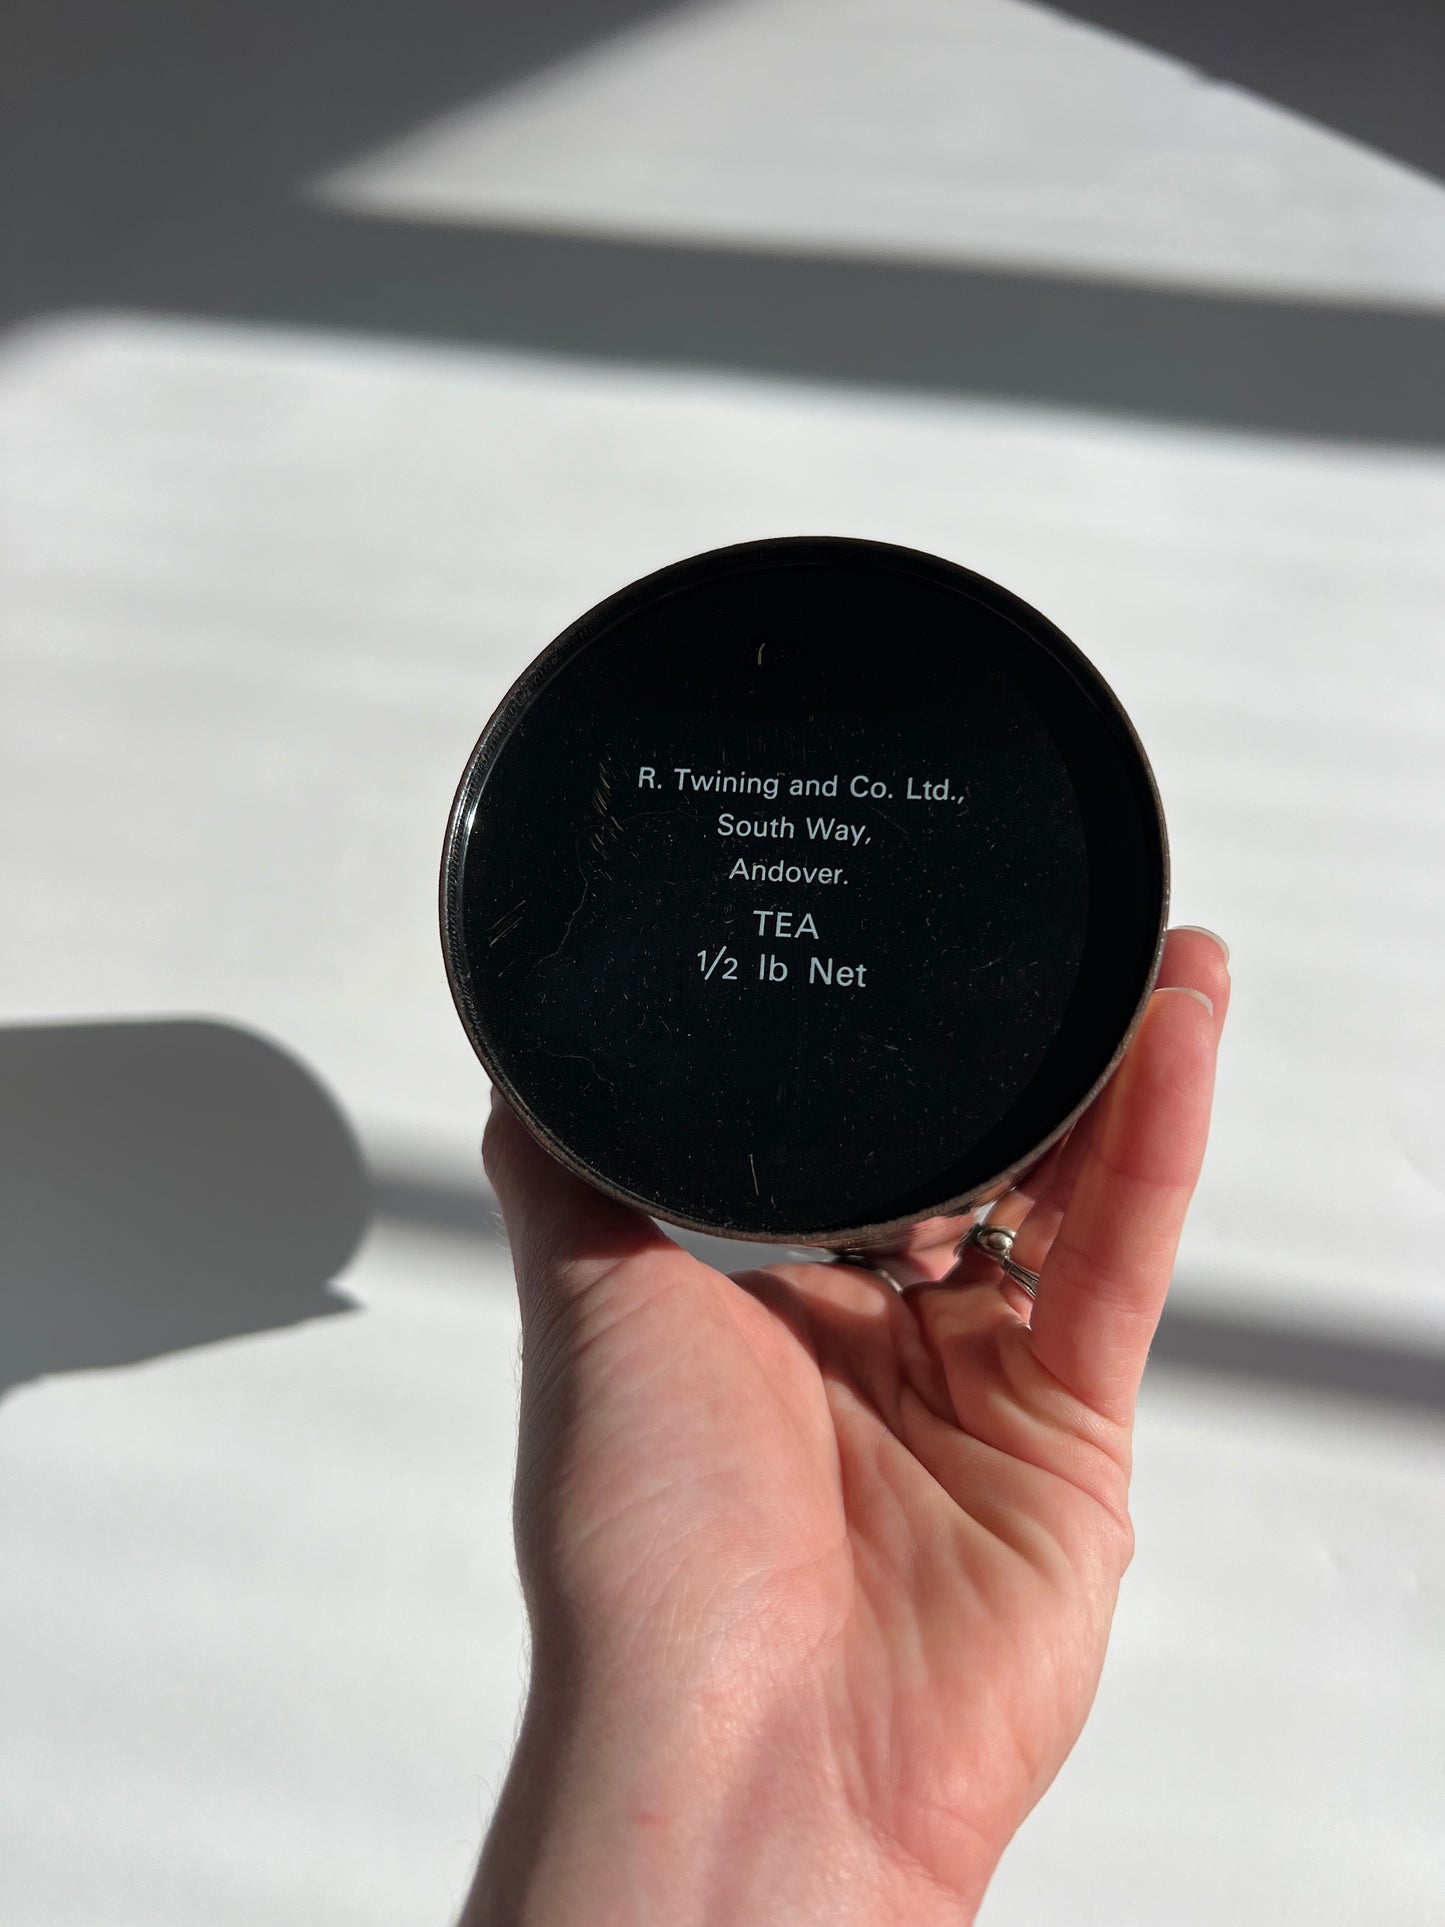 R. Twining and Co. Ltd.,
South Way,
Andover.
TEA
1/2 lb Net